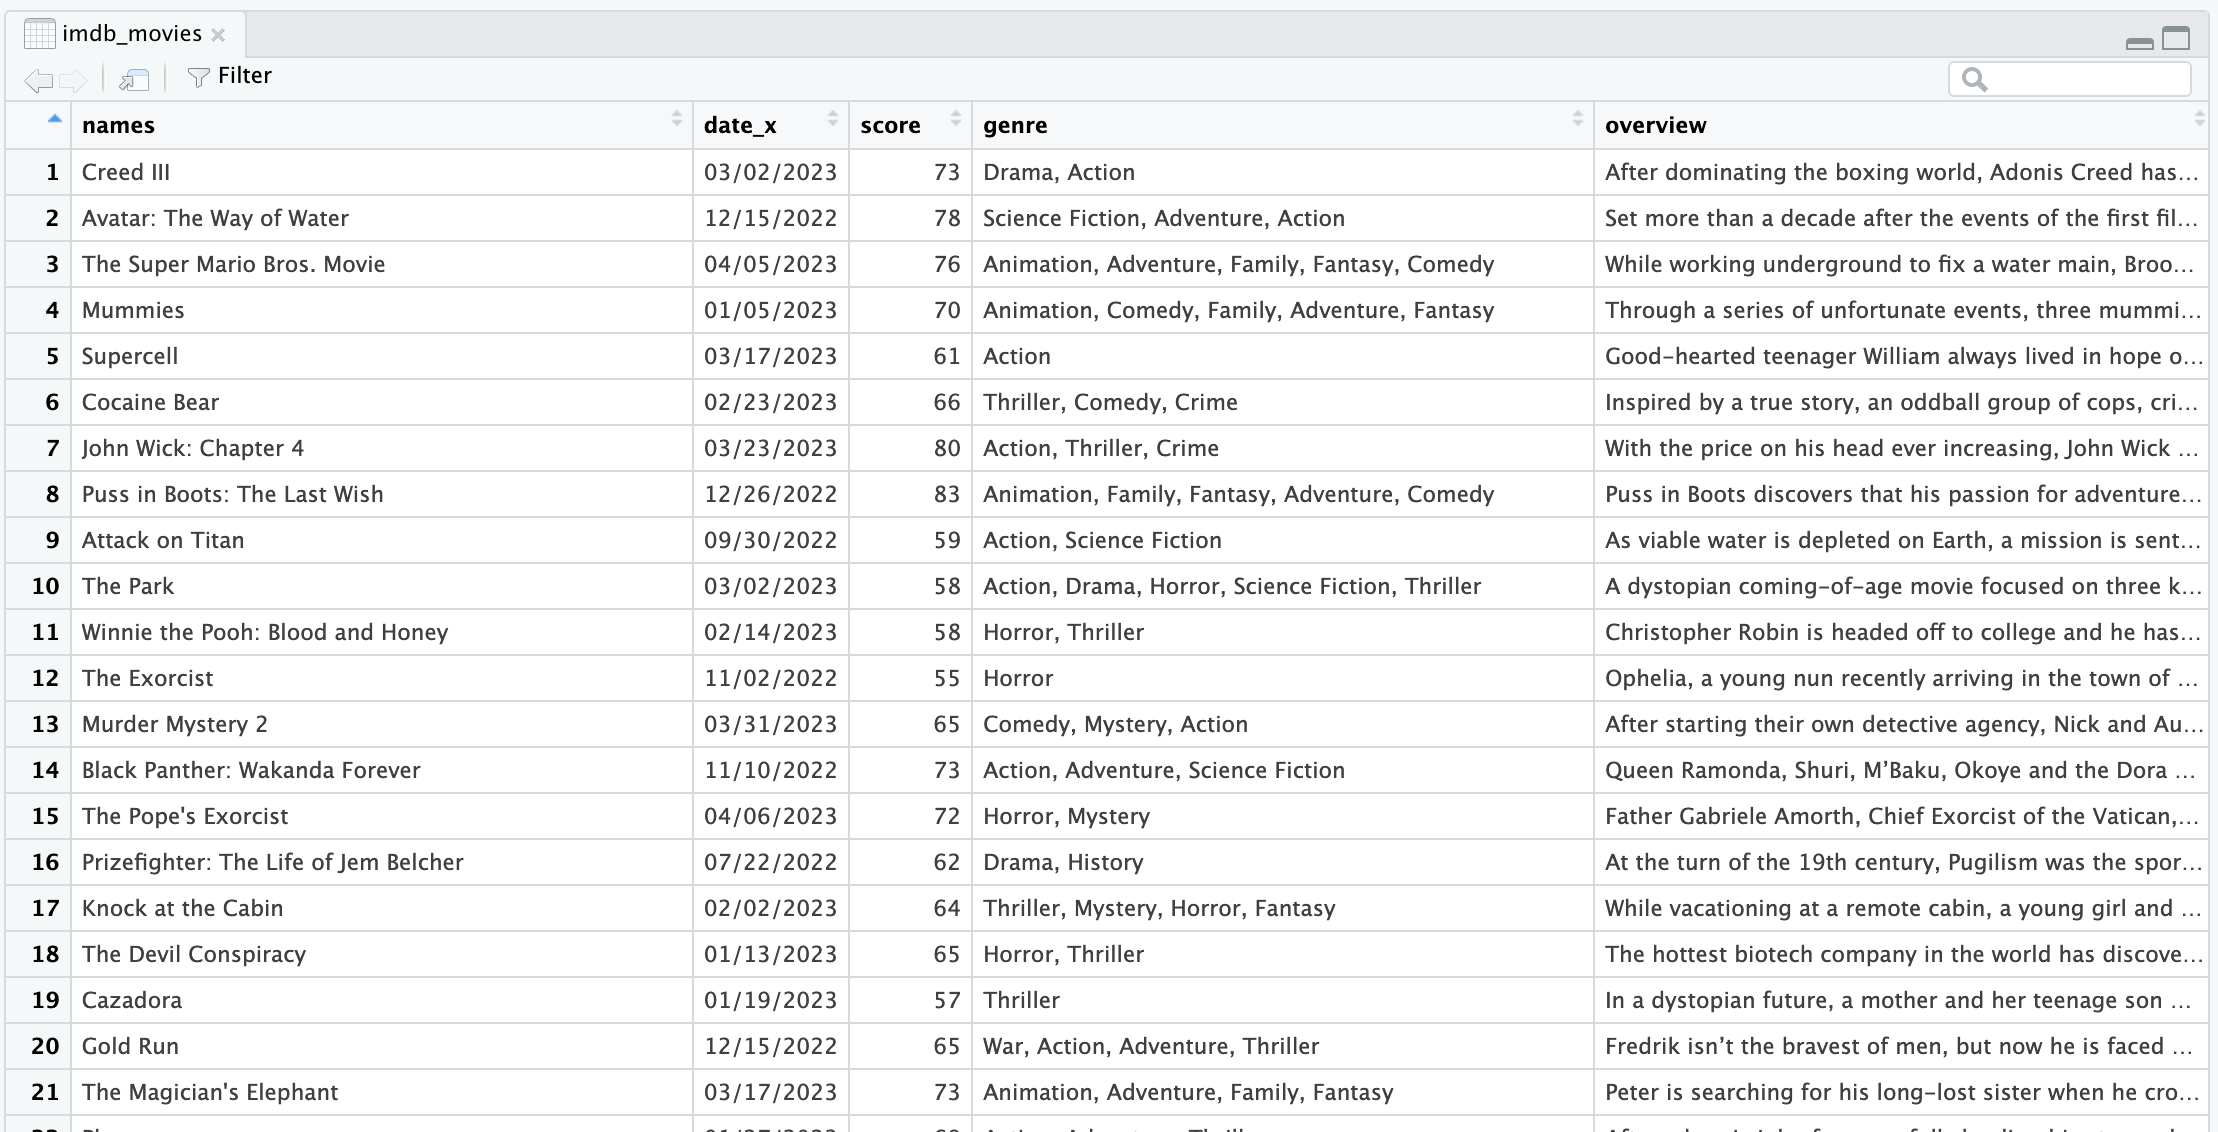 imdb_movies
Filter
names date_x score genre overview
1 Creed III 03/02/2023 73 Drama, Action After dominating the boxing world, Adonis Creed has...
2 Avatar: The Way of Water 12/15/2022 78 Science Fiction, Adventure, Action Set more than a decade after the events of the first fil...
3 The Super Mario Bros. Movie 04/05/2023 76 Animation, Adventure, Family, Fantasy, Comedy While working underground to fix a water main, Broo...
4 Mummies 01/05/2023 70 Animation, Comedy, Family, Adventure, Fantasy Through a series of unfortunate events, three mummi...
5 Supercell 03/17/2023 61 Action Good-hearted teenager William always lived in hope o...
6 Cocaine Bear 02/23/2023 66 Thriller, Comedy, Crime Inspired by a true story, an oddball group of cops, cri...
7 John Wick: Chapter 4 03/23/2023 80 Action, Thriller, Crime With the price on his head ever increasing, John Wick ...
8 Puss in Boots: The Last Wish 12/26/2022 83 Animation, Family, Fantasy, Adventure, Comedy Puss in Boots discovers that his passion for adventure...
9 Attack on Titan 09/30/2022 59 Action, Science Fiction As viable water is depleted on Earth, a mission is sent...
10 The Park 03/02/2023 58 Action, Drama, Horror, Science Fiction, Thriller A dystopian coming-of-age movie focused on three k...
11 Winnie the Pooh: Blood and Honey 02/14/2023 58 Horror, Thriller Christopher Robin is headed off to college and he has...
12 The Exorcist 11/02/2022 55 Horror Ophelia, a young nun recently arriving in the town of ...
13 Murder Mystery 2 03/31/2023 65 Comedy, Mystery, Action After starting their own detective agency, Nick and Au...
14 Black Panther: Wakanda Forever 11/10/2022 73 Action, Adventure, Science Fiction Queen Ramonda, Shuri, M’Baku, Okoye and the Dora ...
15 The Pope's Exorcist 04/06/2023 72 Horror, Mystery Father Gabriele Amorth, Chief Exorcist of the Vatican,...
16 Prizefighter: The Life of Jem Belcher 07/22/2022 62 Drama, History At the turn of the 19th century, Pugilism was the spor...
17 Knock at the Cabin 02/02/2023 64 Thriller, Mystery, Horror, Fantasy While vacationing at a remote cabin, a young girl and ...
18 The Devil Conspiracy 01/13/2023 65 Horror, Thriller The hottest biotech company in the world has discove...
19 Cazadora 01/19/2023 57 Thriller In a dystopian future, a mother and her teenage son ...
20 Gold Run 12/15/2022 65 War, Action, Adventure, Thriller Fredrik isn’t the bravest of men, but now he is faced ...
21 The Magician's Elephant 03/17/2023 73 Animation, Adventure, Family, Fantasy Peter is searching for his long-lost sister when he cro...